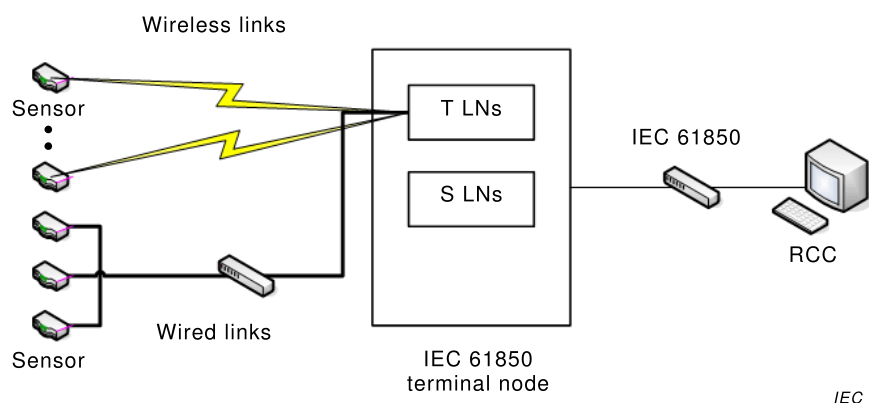 Wireless links
Sensor
T LNs
IEC 61850
S LNs
RCC
Wired links
Sensor
IEC 61850
terminal node
IEC